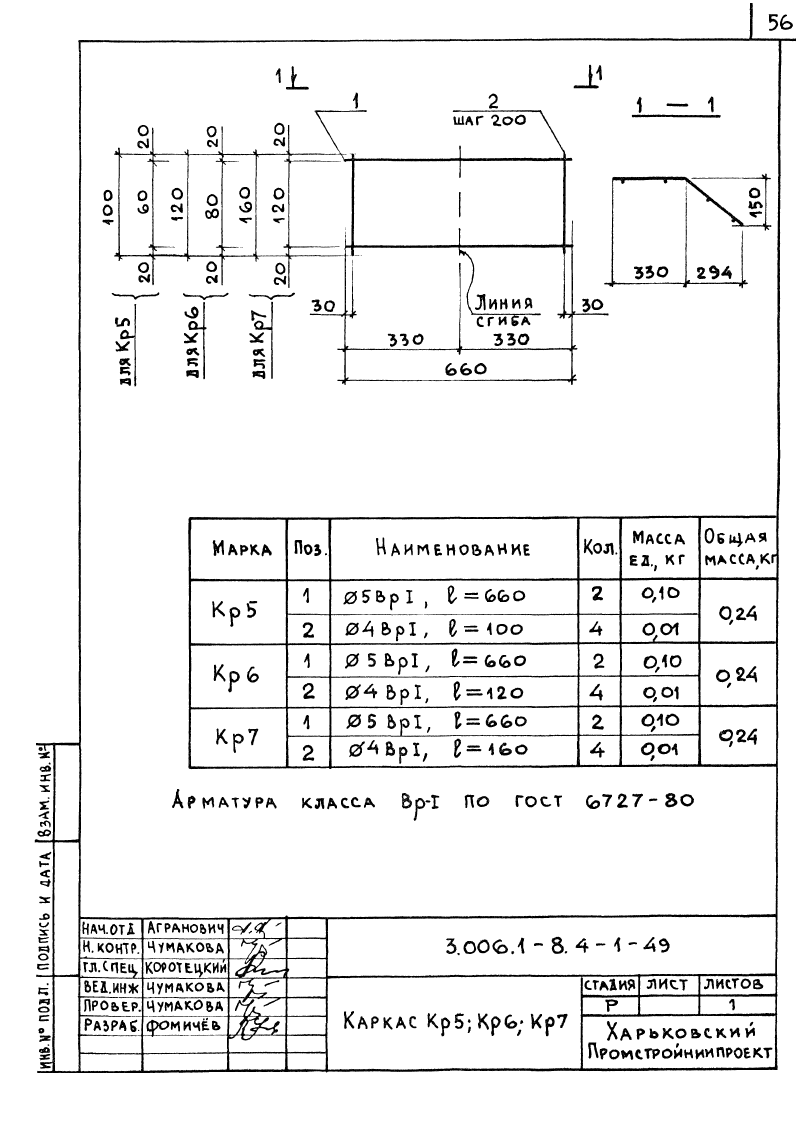 56
1 1
1 2
ШАГ 200
1 — 1
20 20 20
100 60 120 80 160 120
20 20 20
ДЛЯ Кр5
ДЛЯ Кр6
ДЛЯ Кр7
30 ЛИНИЯ 30
СГИБА
330 330
660
150
330 294
МАРКА ПОЗ. НАИМЕНОВАНИЕ КОЛ. МАССА ЕД., КГ ОБЩАЯ МАССА,КГ
Кр5 1 Ø5ВрI, ℓ=660 2 0,10 0,24
2 Ø4ВрI, ℓ=100 4 0,01
Кр6 1 Ø5ВрI, ℓ=660 2 0,10 0,24
2 Ø4ВрI, ℓ=120 4 0,01
Кр7 1 Ø5ВрI, ℓ=660 2 0,10 0,24
2 Ø4ВрI, ℓ=160 4 0,01
АРМАТУРА КЛАССА Вр-I ПО ГОСТ 6727-80
ВЗАМ. ИНВ. №
ПОДПИСЬ И ДАТА
ИНВ.№ ПОДЛ.
НАЧ.ОТД АГРАНОВИЧ
Н.КОНТР. ЧУМАКОВА
ГЛ.СПЕЦ КОРОТЕЦКИЙ
ВЕД.ИНЖ ЧУМАКОВА
ПРОВЕР. ЧУМАКОВА
РАЗРАБ. ФОМИЧЁВ
3.006.1-8.4-1-49
КАРКАС Кр5; Кр6; Кр7
СТАДИЯ ЛИСТ ЛИСТОВ
Р 1
ХАРЬКОВСКИЙ
ПРОМСТРОЙНИИПРОЕКТ